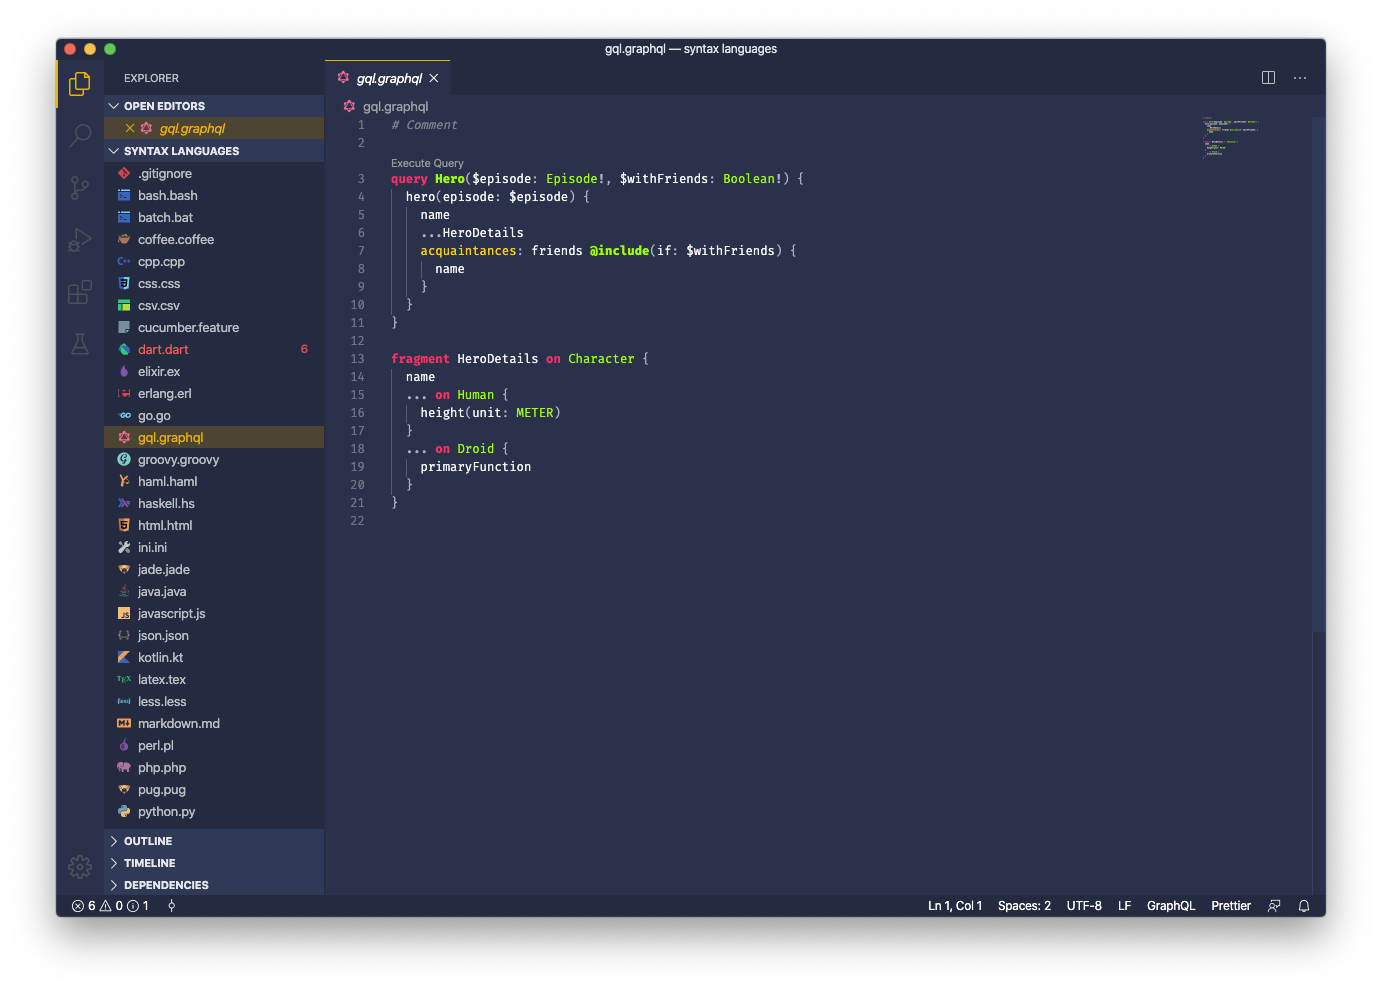 gql.graphql — syntax languages
EXPLORER
OPEN EDITORS
gql.graphql
SYNTAX LANGUAGES
.gitignore
bash.bash
batch.bat
coffee.coffee
cpp.cpp
css.css
csv.csv
cucumber.feature
dart.dart 6
elixir.ex
erlang.erl
go.go
gql.graphql
groovy.groovy
haml.haml
haskell.hs
html.html
ini.ini
jade.jade
java.java
javascript.js
json.json
kotlin.kt
latex.tex
less.less
markdown.md
perl.pl
php.php
pug.pug
python.py
OUTLINE
TIMELINE
DEPENDENCIES
gql.graphql
gql.graphql
1 # Comment
2
Execute Query
3 query Hero($episode: Episode!, $withFriends: Boolean!) {
4 hero(episode: $episode) {
5 name
6 ...HeroDetails
7 acquaintances: friends @include(if: $withFriends) {
8 name
9 }
10 }
11 }
12
13 fragment HeroDetails on Character {
14 name
15 ... on Human {
16 height(unit: METER)
17 }
18 ... on Droid {
19 primaryFunction
20 }
21 }
22
6 0 1 Ln 1, Col 1 Spaces: 2 UTF-8 LF GraphQL Prettier